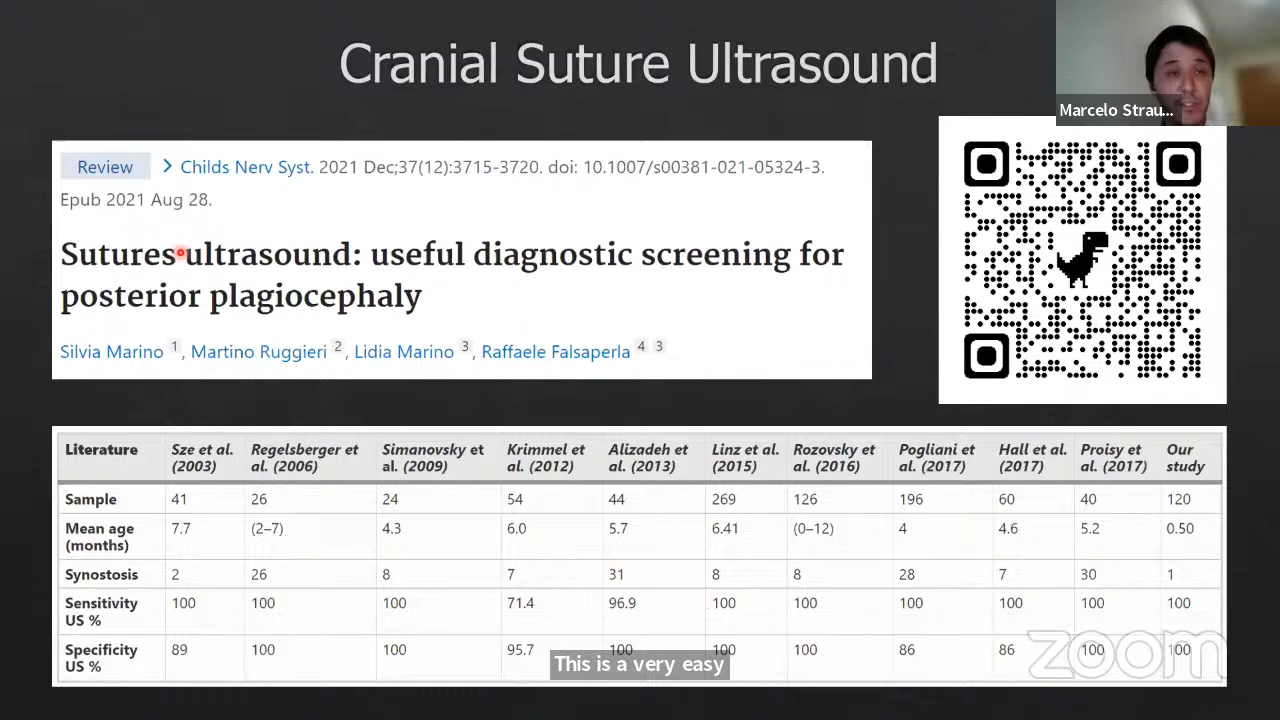 Cranial Suture Ultrasound
Marcelo Strau...
Review > Childs Nerv Syst. 2021 Dec;37(12):3715-3720. doi: 10.1007/s00381-021-05324-3.
Epub 2021 Aug 28.
Sutures ultrasound: useful diagnostic screening for
posterior plagiocephaly
Silvia Marino 1, Martino Ruggieri 2, Lidia Marino 3, Raffaele Falsaperla 4 3
Literature Sze et al. (2003) Regelsberger et al. (2006) Simanovsky et al. (2009) Krimmel et al. (2012) Alizadeh et al. (2013) Linz et al. (2015) Rozovsky et al. (2016) Pogliani et al. (2017) Hall et al. (2017) Proisy et al. (2017) Our study
Sample 41 26 24 54 44 269 126 196 60 40 120
Mean age (months) 7.7 (2–7) 4.3 6.0 5.7 6.41 (0–12) 4 4.6 5.2 0.50
Synostosis 2 26 8 7 31 8 8 28 7 30 1
Sensitivity US % 100 100 100 71.4 96.9 100 100 100 100 100 100
Specificity US % 89 100 100 95.7 100 100 100 86 86 100 100
This is a very easy
zoom